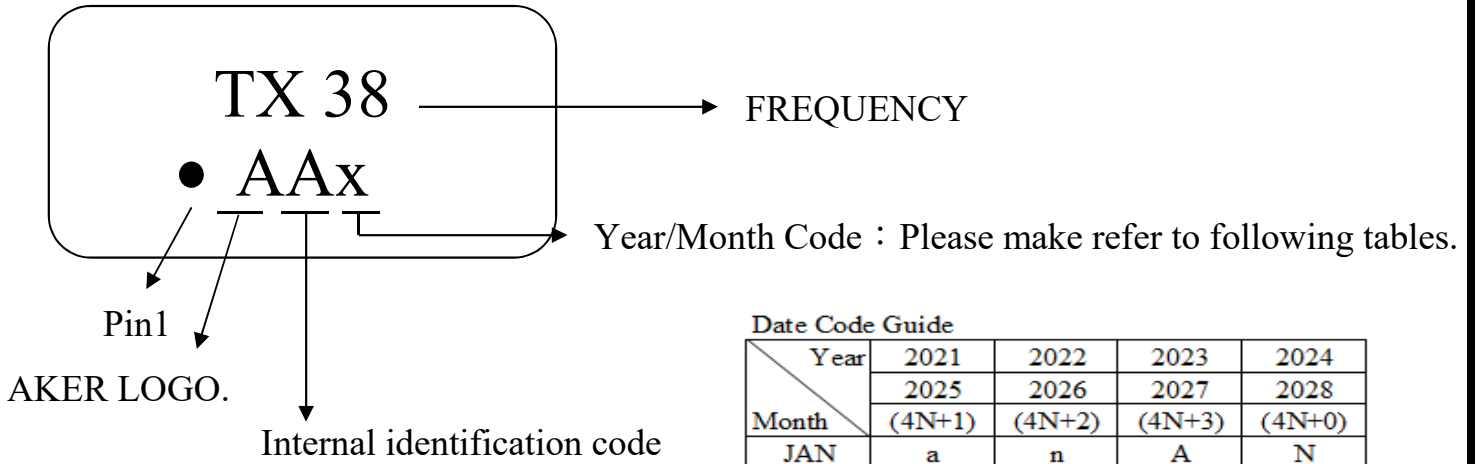 TX 38
FREQUENCY
● AAx
Year/Month Code：Please make refer to following tables.
Pin1
AKER LOGO.
Internal identification code
Date Code Guide
Year 2021 2022 2023 2024
2025 2026 2027 2028
Month (4N+1) (4N+2) (4N+3) (4N+0)
JAN a n A N